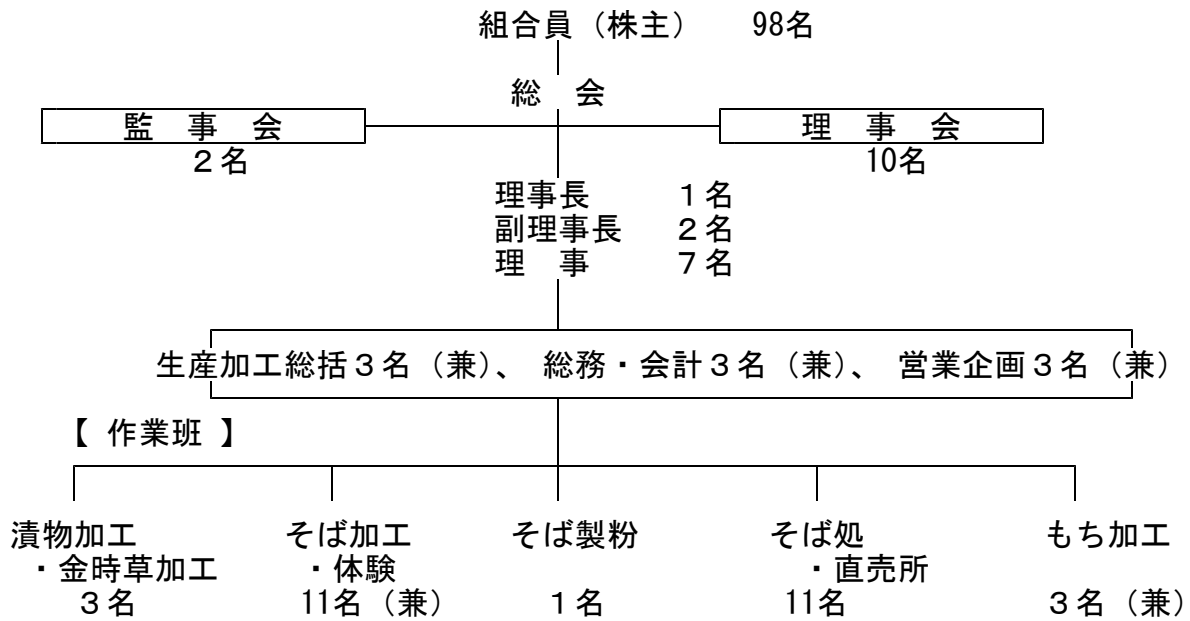 組合員（株主） 98名
総 会
監 事 会 理 事 会
２名 10名
理事長 １名
副理事長 ２名
理 事 ７名
生産加工総括３名（兼）、 総務・会計３名（兼）、 営業企画３名（兼）
【 作業班 】
漬物加工 そば加工 そば製粉 そば処 もち加工
・金時草加工 ・体験 ・直売所
３名 11名（兼） １名 11名 ３名（兼）